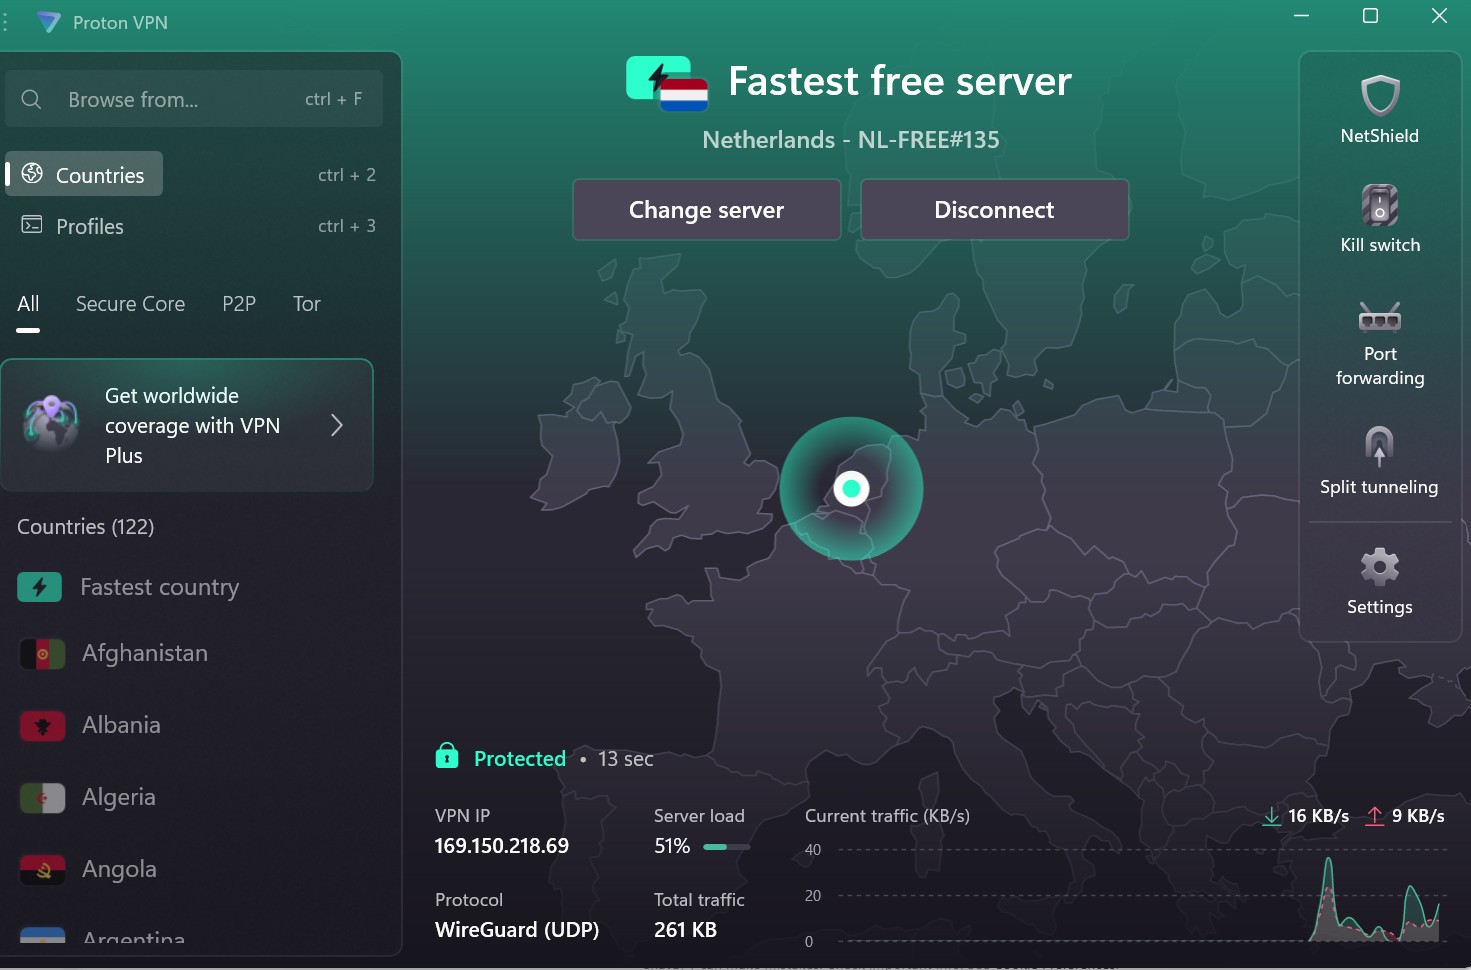 Proton VPN
Browse from...
ctrl + F
Countries
ctrl + 2
Profiles
ctrl + 3
All
Secure Core
P2P
Tor
Get worldwide
coverage with VPN
Plus
Countries (122)
Fastest country
Afghanistan
Albania
Algeria
Angola
Argentina
Fastest free server
Netherlands - NL-FREE#135
Change server
Disconnect
Protected • 13 sec
VPN IP
169.150.218.69
Server load
51%
Protocol
WireGuard (UDP)
Total traffic
261 KB
Current traffic (KB/s)
16 KB/s
9 KB/s
40
20
0
NetShield
Kill switch
Port
forwarding
Split tunneling
Settings